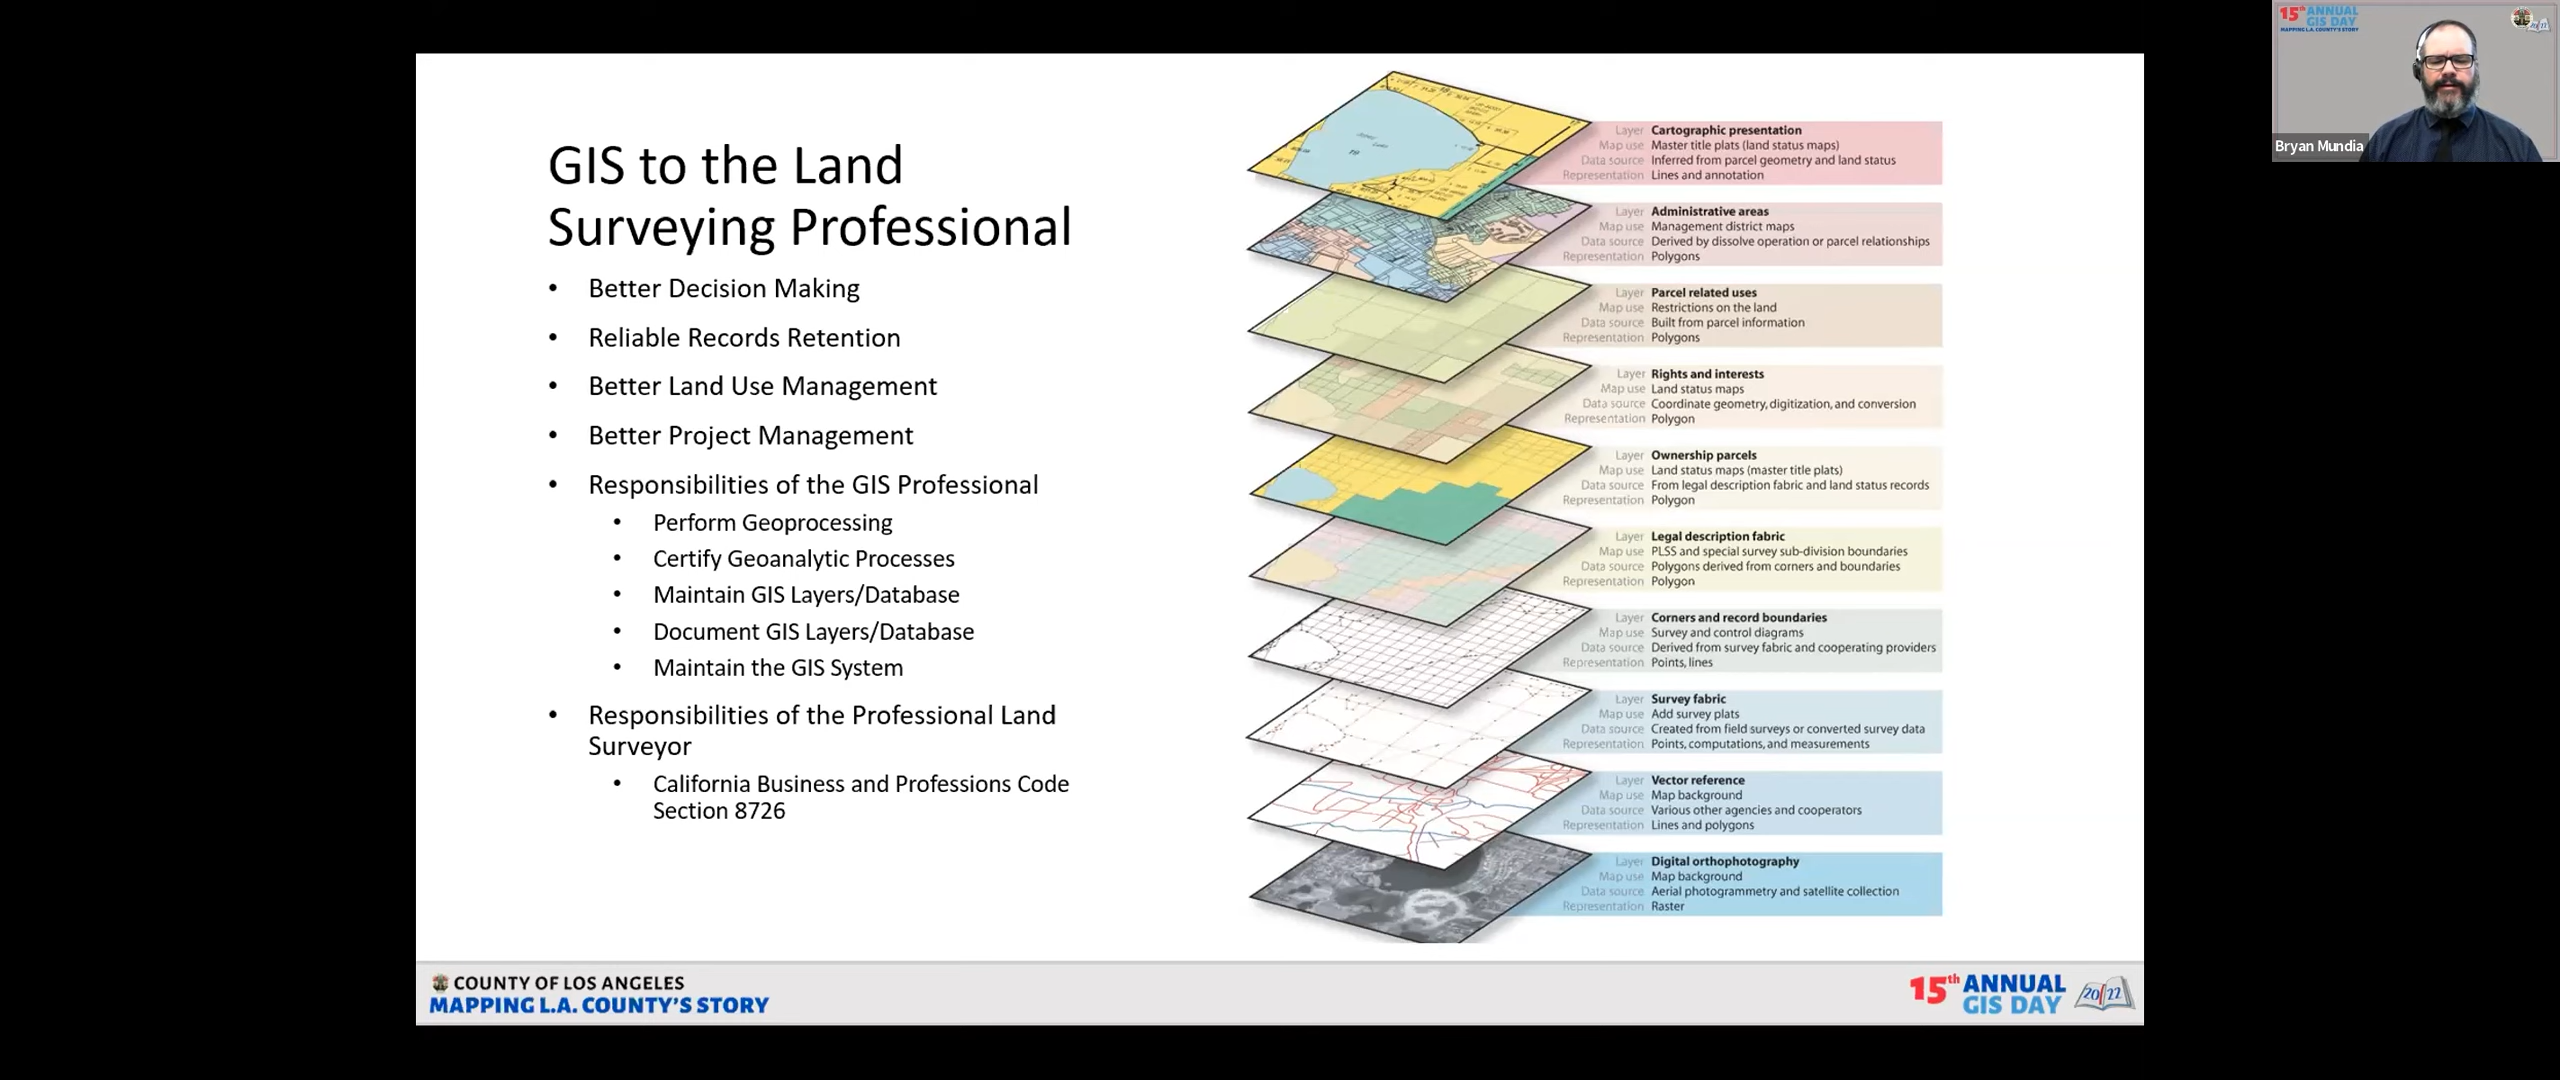 GIS to the Land
Surveying Professional
• Better Decision Making
• Reliable Records Retention
• Better Land Use Management
• Better Project Management
• Responsibilities of the GIS Professional
• Perform Geoprocessing
• Certify Geoanalytic Processes
• Maintain GIS Layers/Database
• Document GIS Layers/Database
• Maintain the GIS System
• Responsibilities of the Professional Land
Surveyor
• California Business and Professions Code
Section 8726
Layer Cartographic presentation
Map use Master title plats (land status maps)
Data source Inferred from parcel geometry and land status
Representation Lines and annotation
Layer Administrative areas
Map use Management district maps
Data source Derived by dissolve operation or parcel relationships
Representation Polygons
Layer Parcel related uses
Map use Restrictions on the land
Data source Built from parcel information
Representation Polygons
Layer Rights and interests
Map use Land status maps
Data source Coordinate geometry, digitization, and conversion
Representation Polygon
Layer Ownership parcels
Map use Land status maps (master title plats)
Data source From legal description fabric and land status records
Representation Polygon
Layer Legal description fabric
Map use PLSS and special survey sub-division boundaries
Data source Polygons derived from corners and boundaries
Representation Polygon
Layer Corners and record boundaries
Map use Survey and control diagrams
Data source Derived from survey fabric and cooperating providers
Representation Points, lines
Layer Survey fabric
Map use Add survey plats
Data source Created from field surveys or converted survey data
Representation Points, computations, and measurements
Layer Vector reference
Map use Map background
Data source Various other agencies and cooperators
Representation Lines and polygons
Layer Digital orthophotography
Map use Map background
Data source Aerial photogrammetry and satellite collection
Representation Raster
COUNTY OF LOS ANGELES
MAPPING L.A. COUNTY'S STORY
15th ANNUAL
GIS DAY
20/22
15th ANNUAL
GIS DAY
MAPPING L.A. COUNTY'S STORY
Bryan Mundia